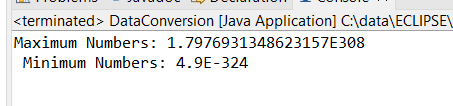 <terminated> DataConversion [Java Application] C:\data\ECLIPSE\
Maximum Numbers: 1.7976931348623157E308
 Minimum Numbers: 4.9E-324